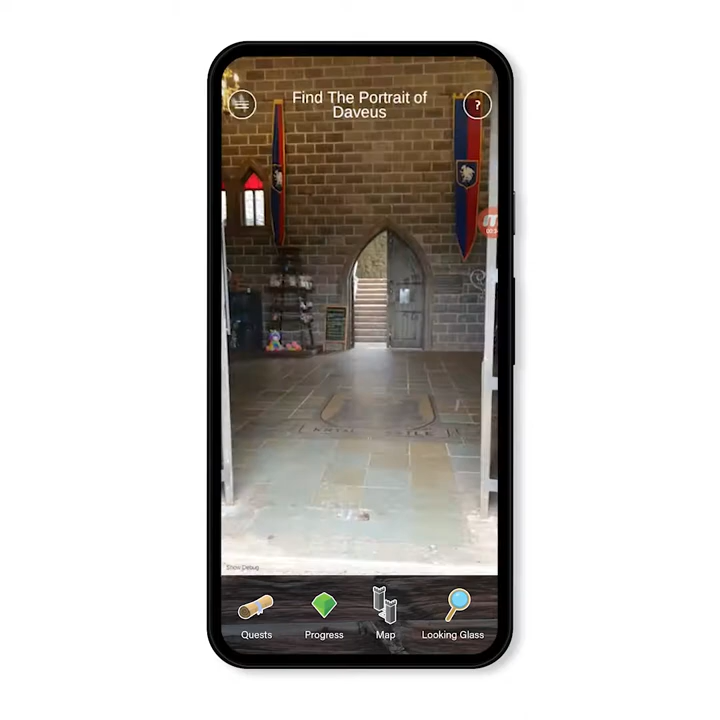 Find The Portrait of
Daveus
?
Show Debug
Quests
Progress
Map
Looking Glass